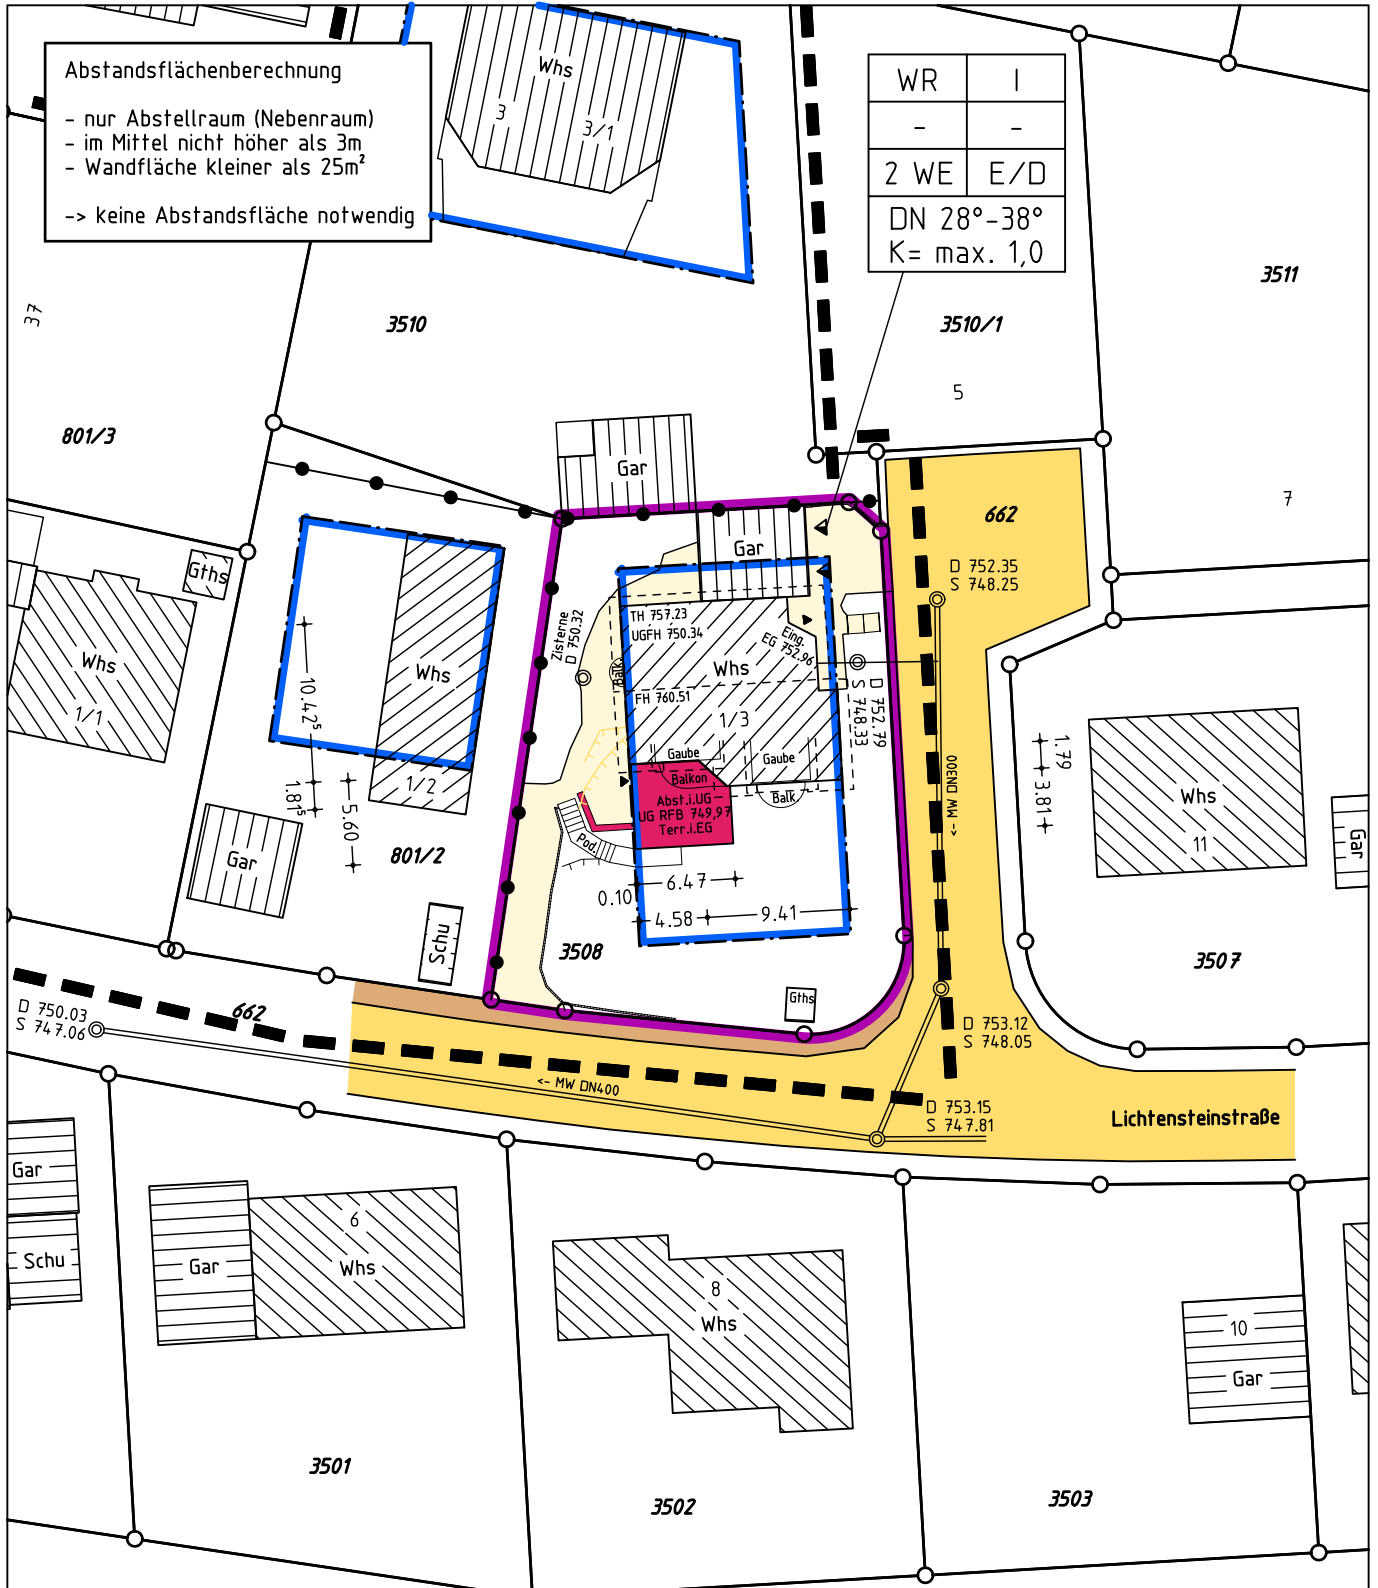 Abstandsflächenberechnung
- nur Abstellraum (Nebenraum)
- im Mittel nicht höher als 3m
- Wandfläche kleiner als 25m²
-> keine Abstandsfläche notwendig
Whs
3
3/1
WR I
- -
2 WE E/D
DN 28°-38°
K= max. 1,0
3511
37
3510
3510/1
5
801/3
7
Gar
662
Gar
Gths
D 752.35
S 748.25
Zisterne
D 750.32
TH 757.23
UGFH 750.34
Eing.
EG 752.96
Whs
1/1
Whs
Balk.
Whs
FH 760.51
1/3
D 752.79
S 748.33
10.42⁵
1.81⁵
5.60
1/2
Gaube
Gaube
Balkon
Balk
Abst.i.UG
UG RFB 749,97
Terr.i.EG
Pod.
MW DN300 ->
1.79
3.81
Whs
11
Gar
Gar
801/2
6.47
0.10
4.58
9.41
Schu
3508
3507
Gths
662
D 750.03
S 747.06
D 753.12
S 748.05
<- MW DN400
D 753.15
S 747.81
Lichtensteinstraße
Gar
Schu
6
Gar
Whs
8
Whs
10
Gar
3501
3502
3503